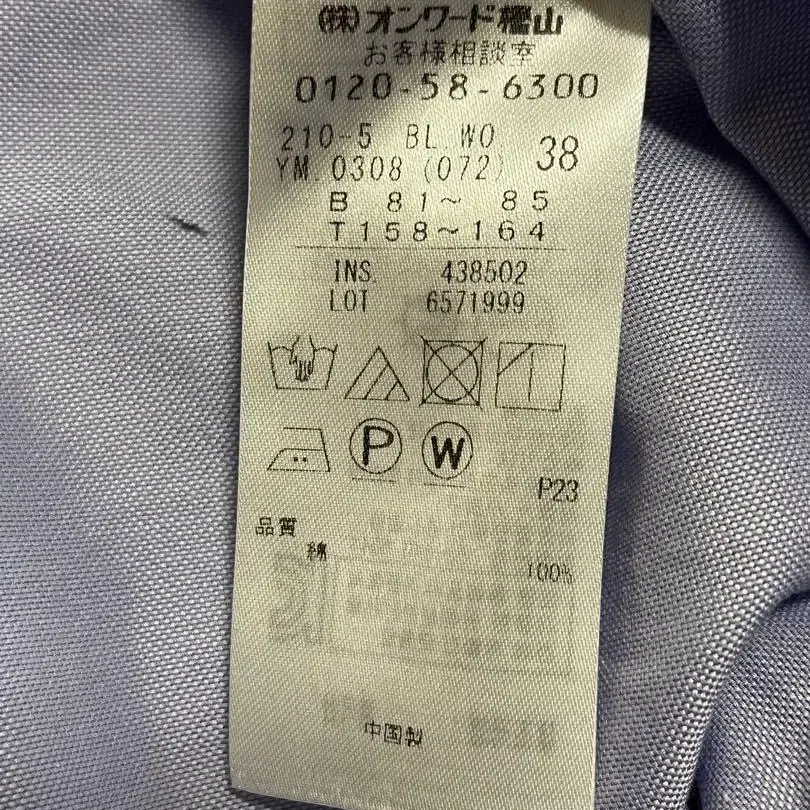 (株)オンワード樫山
お客様相談室
0120-58-6300
210-5 BL.WO 38
YM.0308 (072)
B 81～ 85
T158～164
INS. 438502
LOT 6571999
P W
P23
品質
綿 100%
中国製